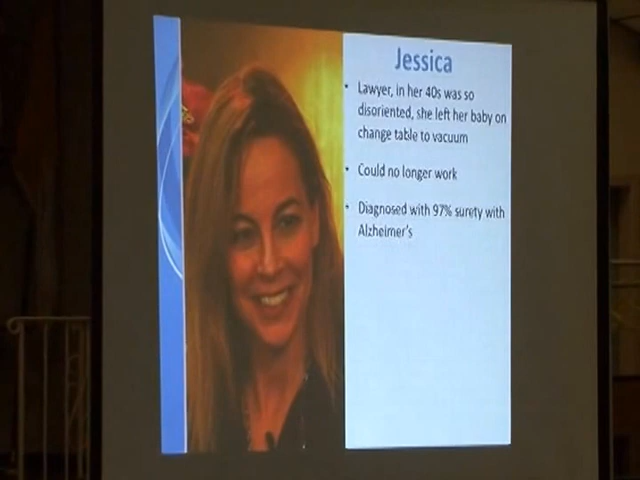 Jessica
• Lawyer, in her 40s was so
disoriented, she left her baby on
change table to vacuum
• Could no longer work
• Diagnosed with 97% surety with
Alzheimer's